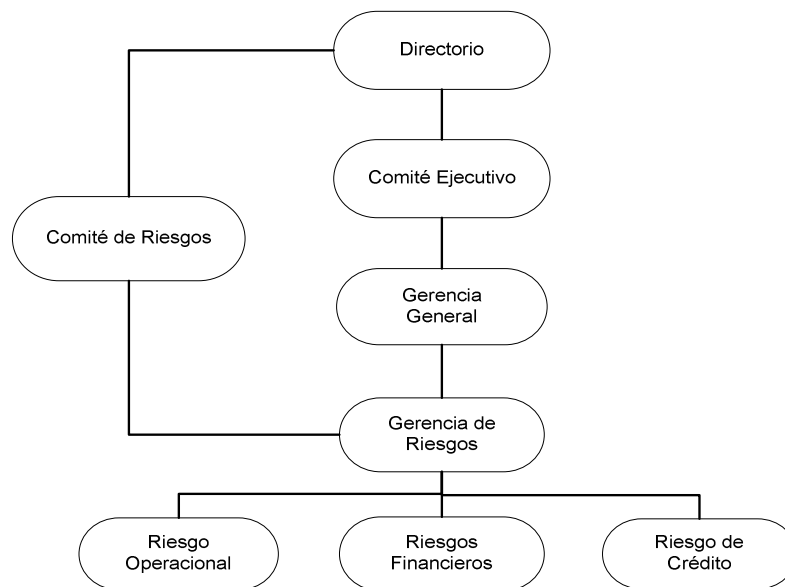 Directorio
Comité Ejecutivo
Comité de Riesgos
Gerencia
General
Gerencia de
Riesgos
Riesgo
Operacional
Riesgos
Financieros
Riesgo de
Crédito